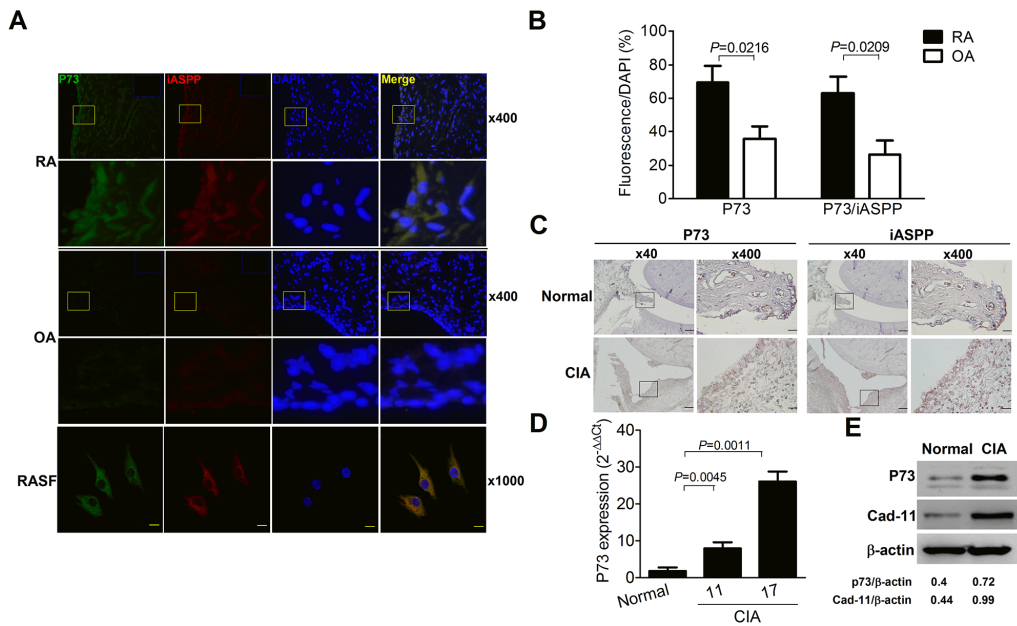 A
P73
iASPP
DAPI
Merge
RA
x400
OA
x400
RASF
x1000
B
Fluorescence/DAPI (%)
100
80
60
40
20
0
P=0.0216
P=0.0209
RA
OA
P73
P73/iASPP
C
P73
iASPP
x40
x400
x40
x400
Normal
CIA
D
P73 expression (2-ΔΔCt)
40
30
20
10
0
P=0.0011
P=0.0045
Normal
11
17
CIA
E
Normal CIA
P73
Cad-11
β-actin
p73/β-actin 0.4 0.72
Cad-11/β-actin 0.44 0.99